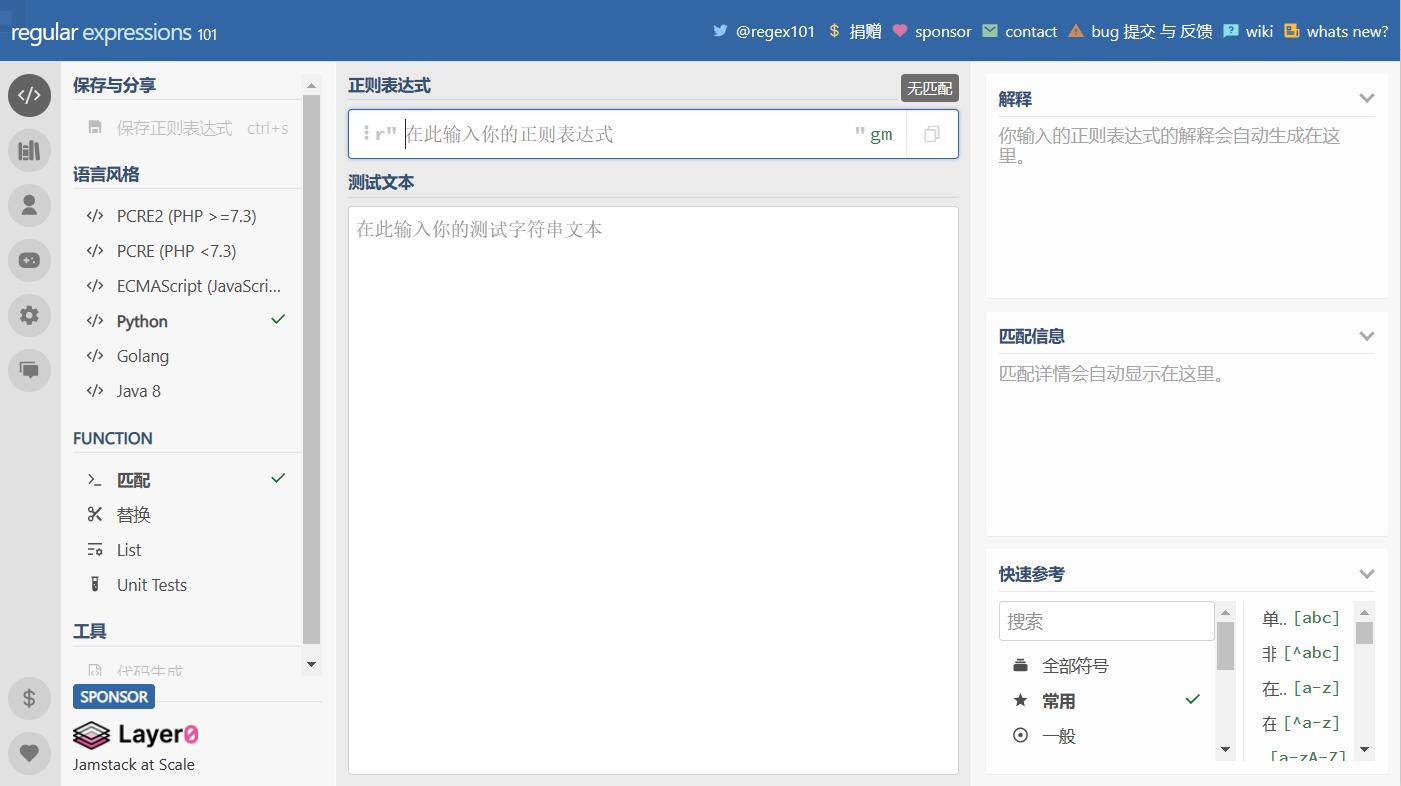 regular expressions 101
@regex101
$ 捐赠
sponsor
contact
bug 提交 与 反馈
wiki
whats new?
保存与分享
保存正则表达式 ctrl+s
语言风格
</> PCRE2 (PHP >=7.3)
</> PCRE (PHP <7.3)
</> ECMAScript (JavaScri...
</> Python
</> Golang
</> Java 8
FUNCTION
匹配
替换
List
Unit Tests
工具
代码生成
SPONSOR
Layer0
Jamstack at Scale
正则表达式
无匹配
r" 在此输入你的正则表达式 " gm
测试文本
在此输入你的测试字符串文本
解释
你输入的正则表达式的解释会自动生成在这
里。
匹配信息
匹配详情会自动显示在这里。
快速参考
搜索
全部符号
常用
一般
单.. [abc]
非 [^abc]
在.. [a-z]
在 [^a-z]
[a-zA-Z]